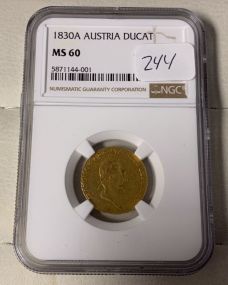 1830A AUSTRIA DUCAT
MS 60
244
5871144-001
NUMISMATIC GUARANTY CORPORATION
NGC